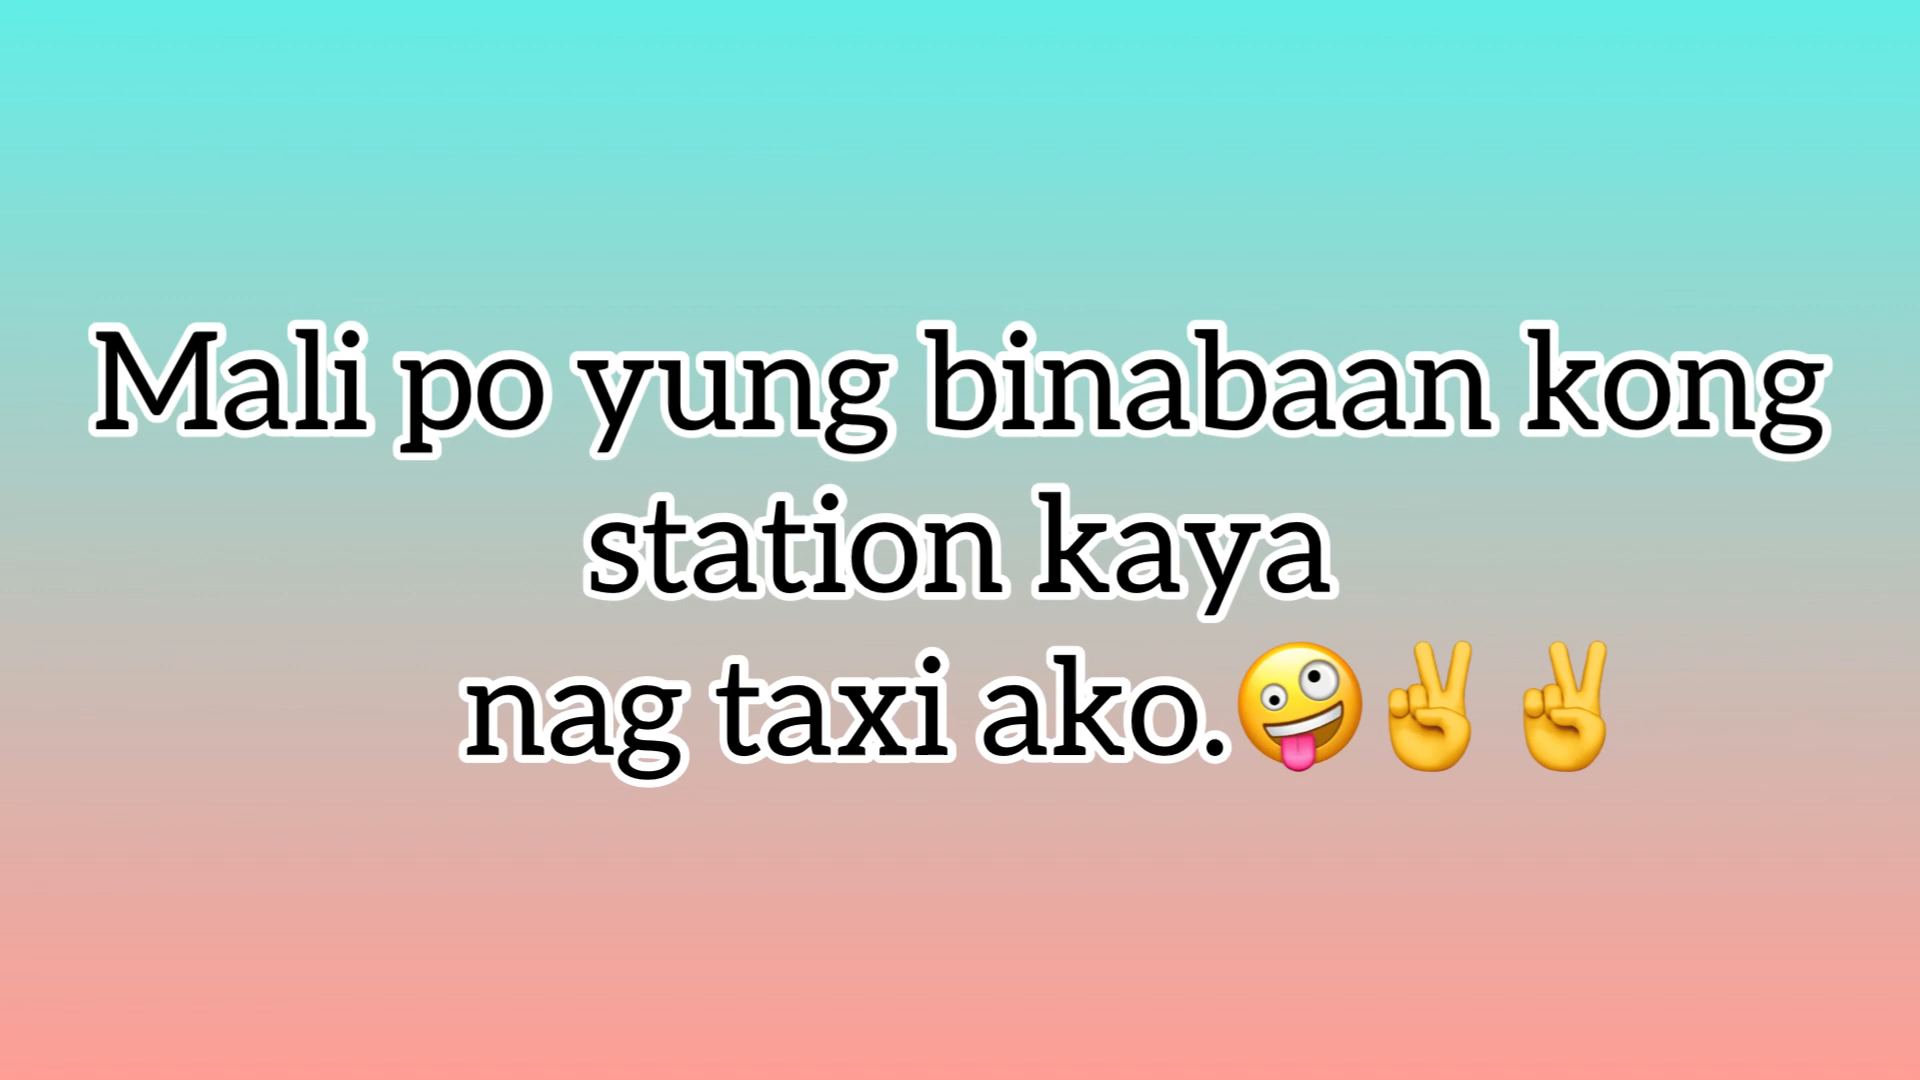 Mali po yung binabaan kong
station kaya
nag taxi ako.🤪✌️✌️